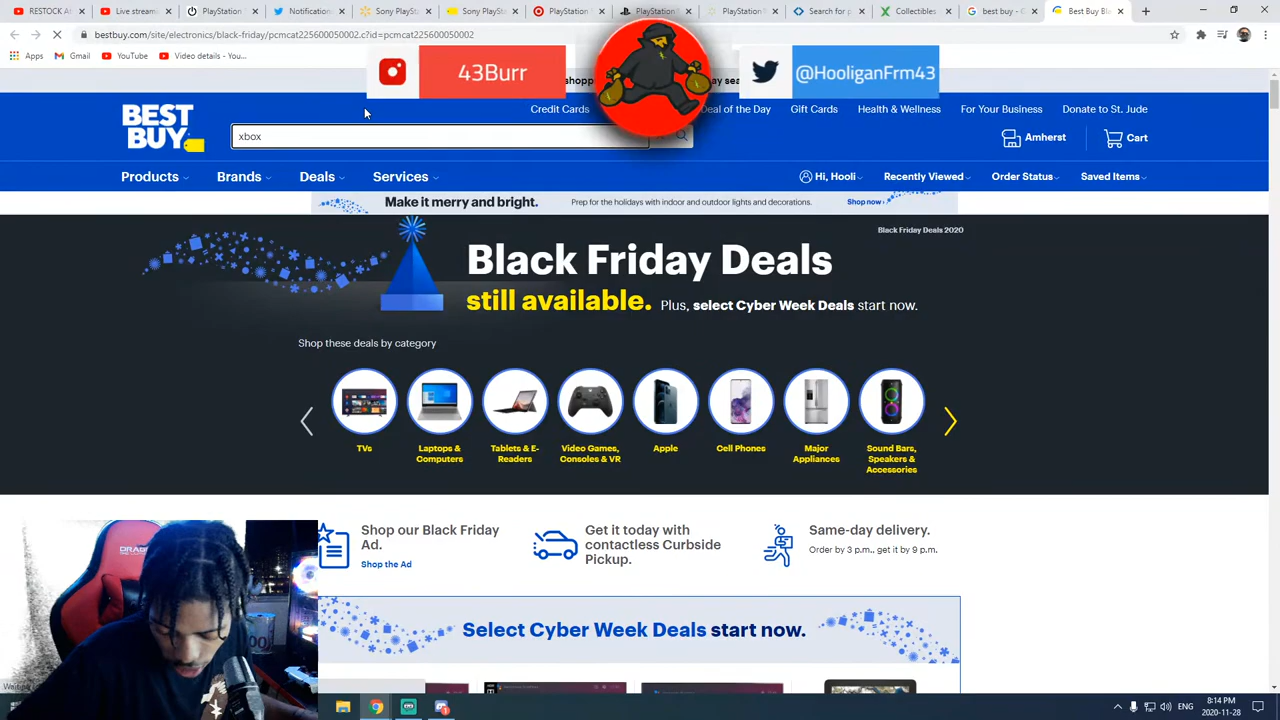 RESTOCK At
Live streami
PlayStation
Notification
Sony PlaySt
Sony PlaySt
PlayStation
PlayStation
Search for p
Collectibles
best buy - G
Best Buy Bl
bestbuy.com/site/electronics/black-friday/pcmcat225600050002.c?id=pcmcat225600050002
Apps
Gmail
YouTube
Video details - You...
43Burr
@HooliganFrm43
Credit Cards
Deal of the Day
Gift Cards
Health & Wellness
For Your Business
Donate to St. Jude
BEST BUY
xbox
Amherst
Cart
Products
Brands
Deals
Services
Hi, Hooli
Recently Viewed
Order Status
Saved Items
Make it merry and bright.
Prep for the holidays with indoor and outdoor lights and decorations.
Shop now
Black Friday Deals 2020
Black Friday Deals
still available. Plus, select Cyber Week Deals start now.
Shop these deals by category
TVs
Laptops & Computers
Tablets & E-Readers
Video Games, Consoles & VR
Apple
Cell Phones
Major Appliances
Sound Bars, Speakers & Accessories
Shop our Black Friday Ad.
Shop the Ad
Get it today with contactless Curbside Pickup.
Same-day delivery.
Order by 3 p.m., get it by 9 p.m.
Select Cyber Week Deals start now.
8:14 PM
ENG
2020-11-28